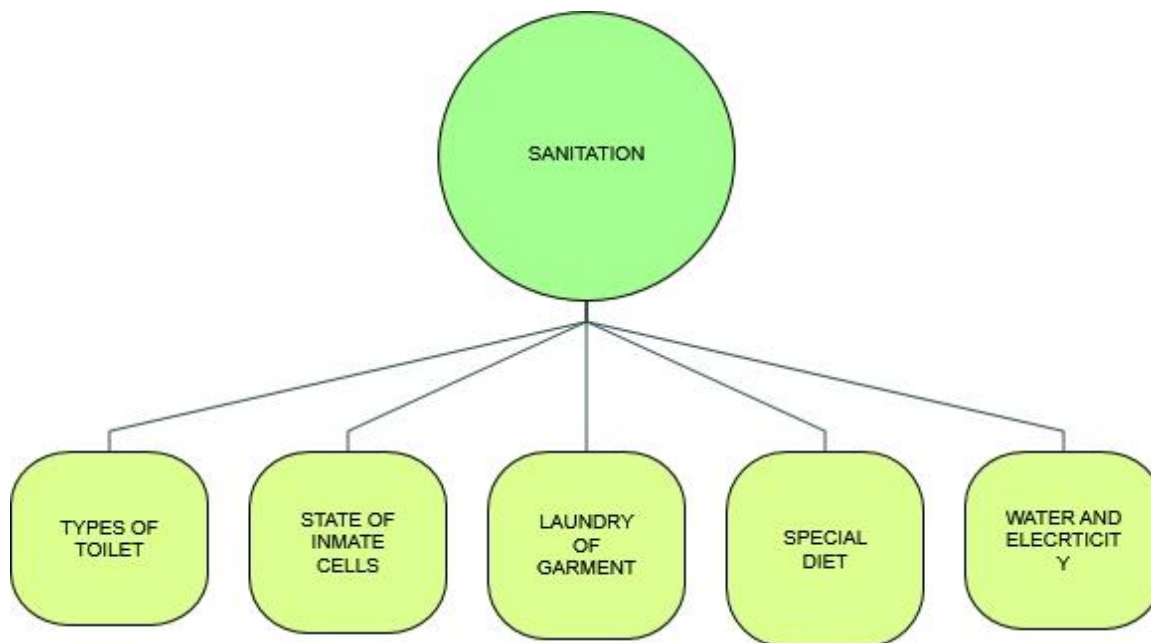 SANITATION
TYPES OF
TOILET
STATE OF
INMATE
CELLS
LAUNDRY
OF
GARMENT
SPECIAL
DIET
WATER AND
ELECRTICIT
Y